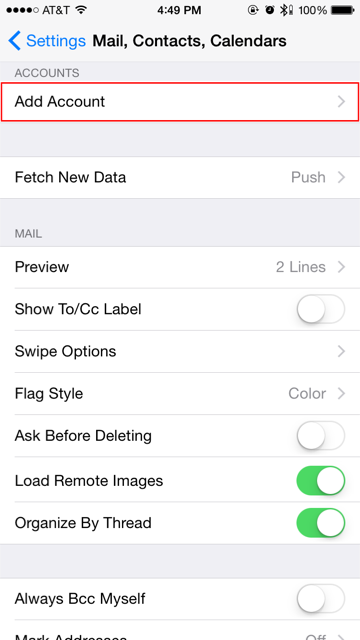 AT&T 4:49 PM 100%
Settings Mail, Contacts, Calendars
ACCOUNTS
Add Account
Fetch New Data Push
MAIL
Preview 2 Lines
Show To/Cc Label
Swipe Options
Flag Style Color
Ask Before Deleting
Load Remote Images
Organize By Thread
Always Bcc Myself
Mark Addresses Off